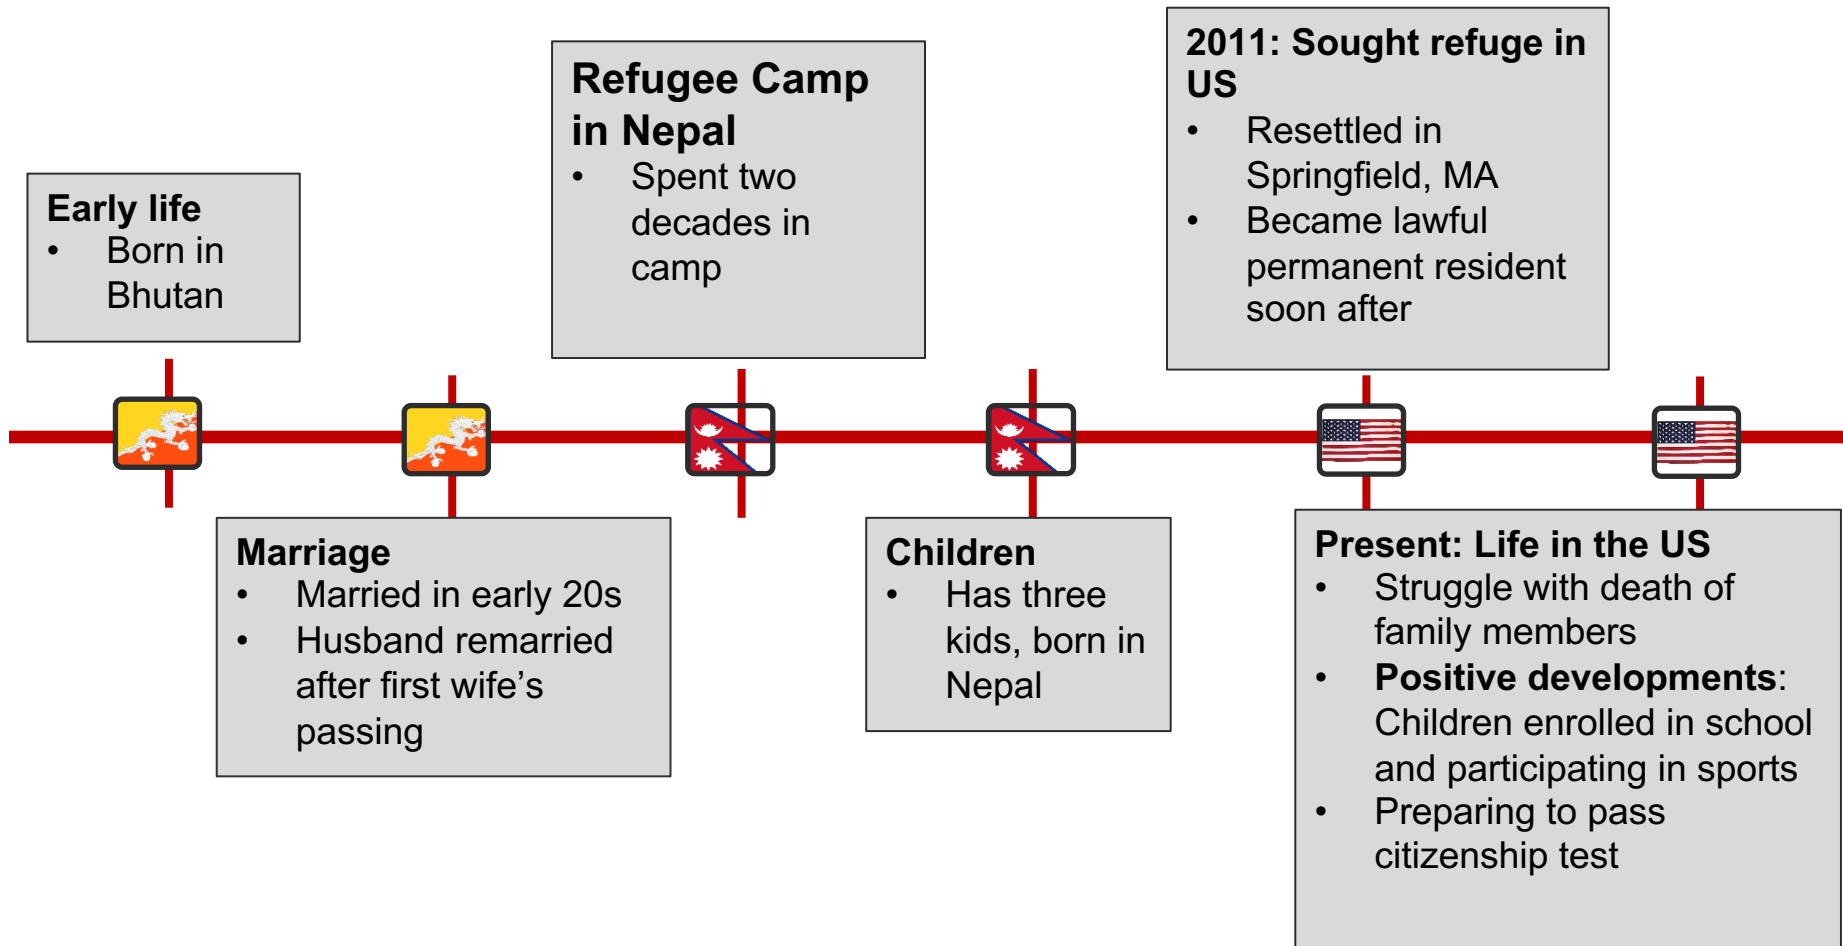 Early life
• Born in
Bhutan
Marriage
• Married in early 20s
• Husband remarried
after first wife’s
passing
Refugee Camp
in Nepal
• Spent two
decades in
camp
Children
• Has three
kids, born in
Nepal
2011: Sought refuge in
US
• Resettled in
Springfield, MA
• Became lawful
permanent resident
soon after
Present: Life in the US
• Struggle with death of
family members
• Positive developments:
Children enrolled in school
and participating in sports
• Preparing to pass
citizenship test